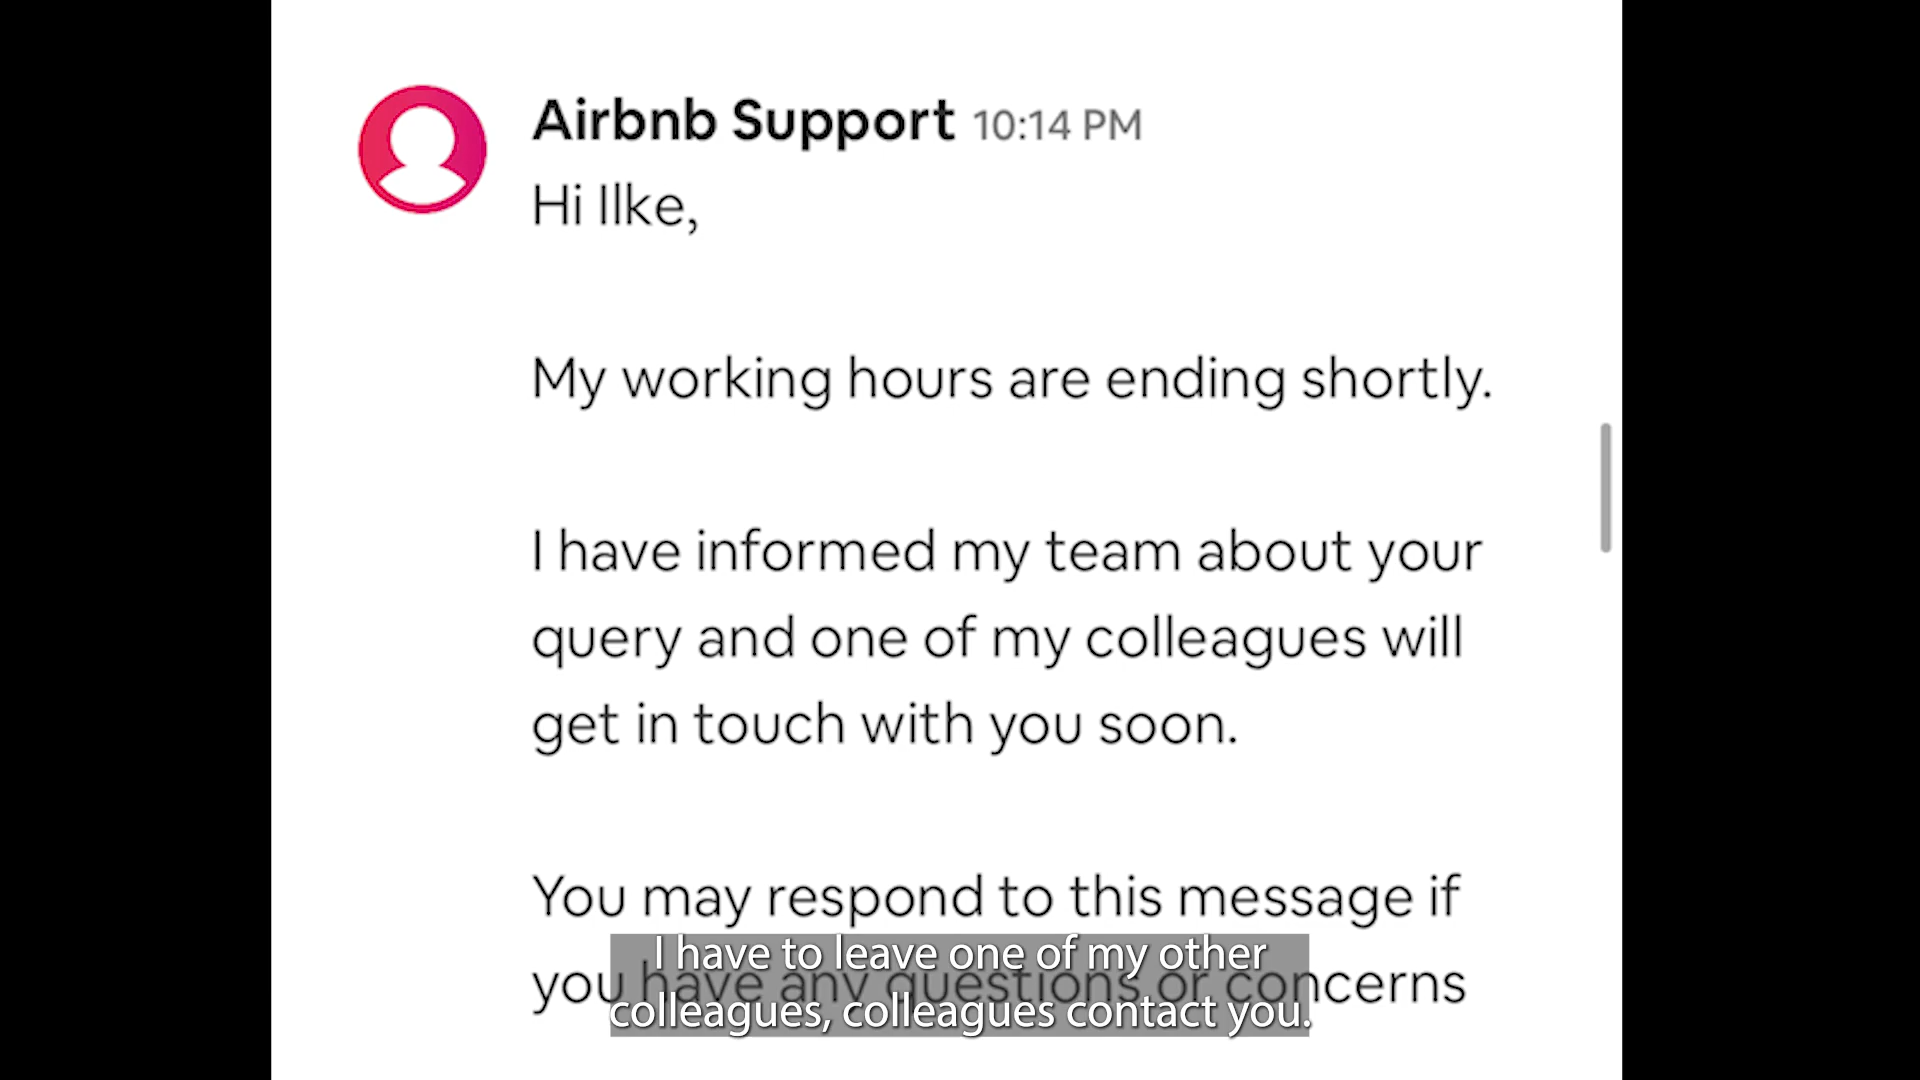 Airbnb Support 10:14 PM
Hi Ilke,
My working hours are ending shortly.
I have informed my team about your
query and one of my colleagues will
get in touch with you soon.
You may respond to this message if
you have any questions or concerns
I have to leave one of my other
colleagues, colleagues contact you.